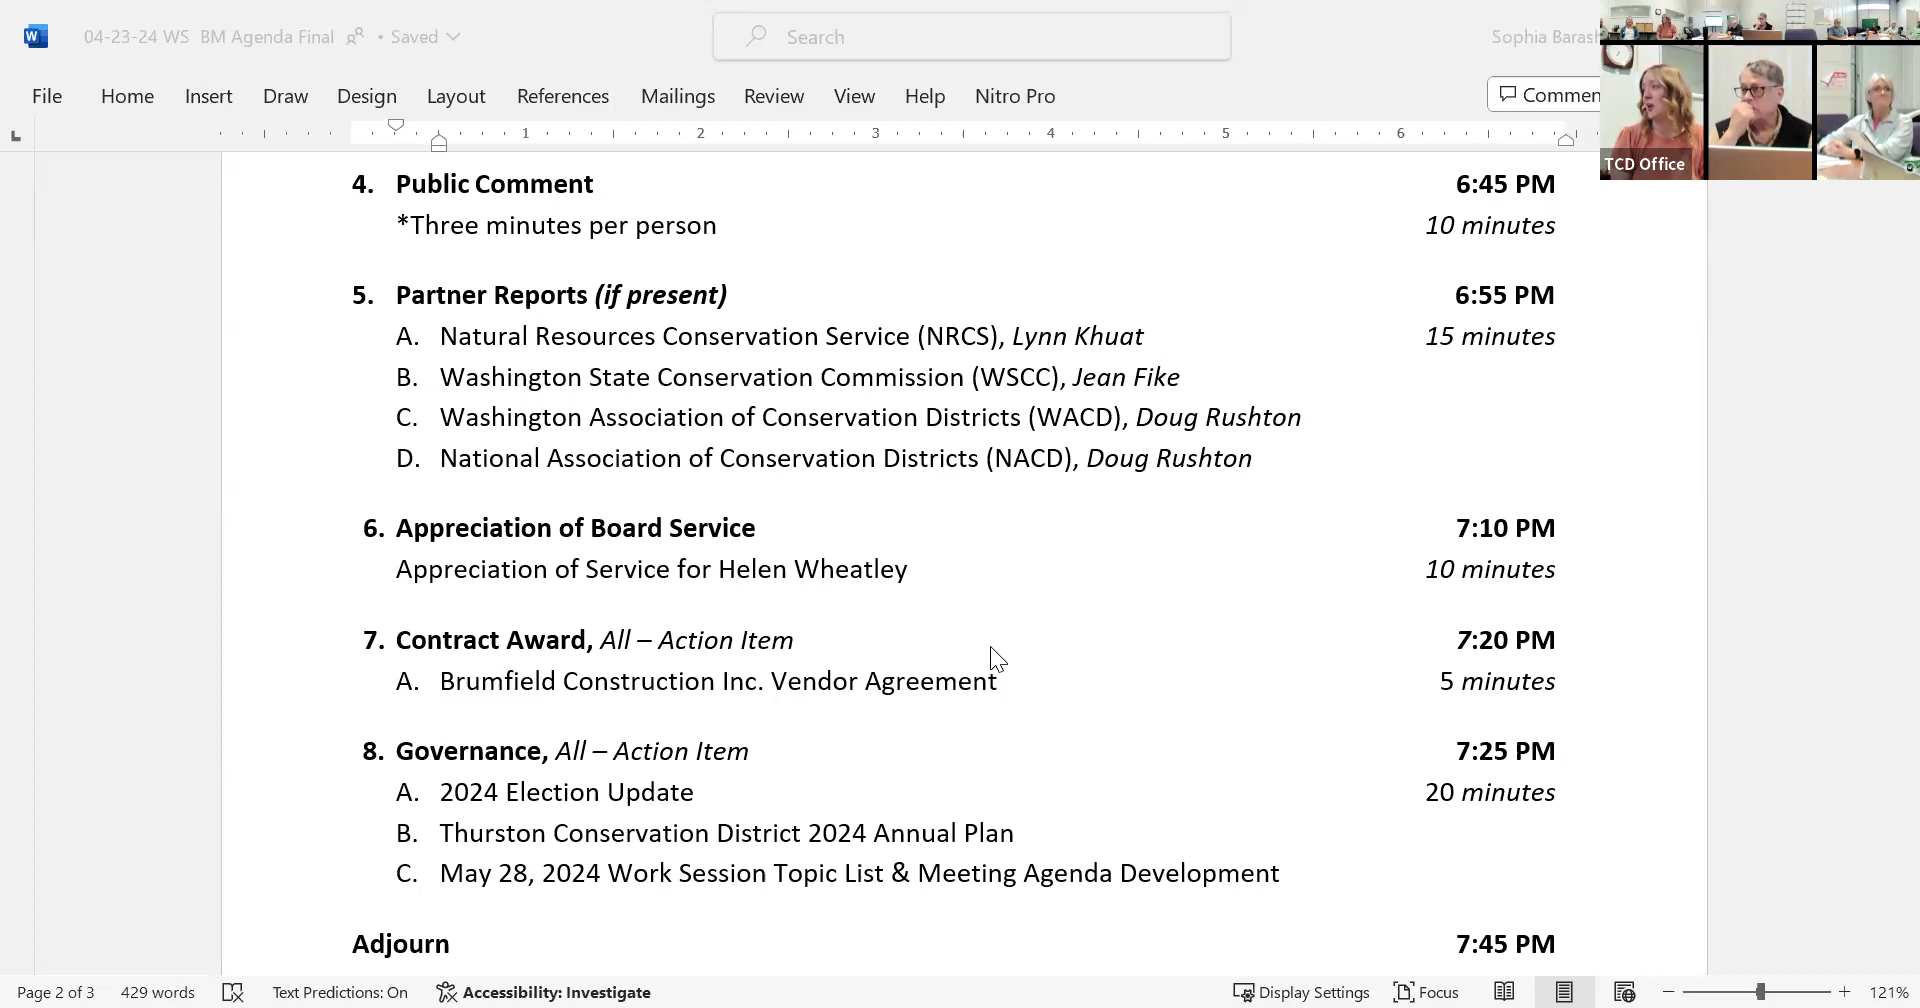 04-23-24 WS BM Agenda Final • Saved
Search
Sophia Baras
File Home Insert Draw Design Layout References Mailings Review View Help Nitro Pro
Commen
TCD Office
1 2 3 4 5 6
4. Public Comment 6:45 PM
*Three minutes per person 10 minutes
5. Partner Reports (if present) 6:55 PM
A. Natural Resources Conservation Service (NRCS), Lynn Khuat 15 minutes
B. Washington State Conservation Commission (WSCC), Jean Fike
C. Washington Association of Conservation Districts (WACD), Doug Rushton
D. National Association of Conservation Districts (NACD), Doug Rushton
6. Appreciation of Board Service 7:10 PM
Appreciation of Service for Helen Wheatley 10 minutes
7. Contract Award, All – Action Item 7:20 PM
A. Brumfield Construction Inc. Vendor Agreement 5 minutes
8. Governance, All – Action Item 7:25 PM
A. 2024 Election Update 20 minutes
B. Thurston Conservation District 2024 Annual Plan
C. May 28, 2024 Work Session Topic List & Meeting Agenda Development
Adjourn 7:45 PM
Page 2 of 3 429 words Text Predictions: On Accessibility: Investigate Display Settings Focus 121%